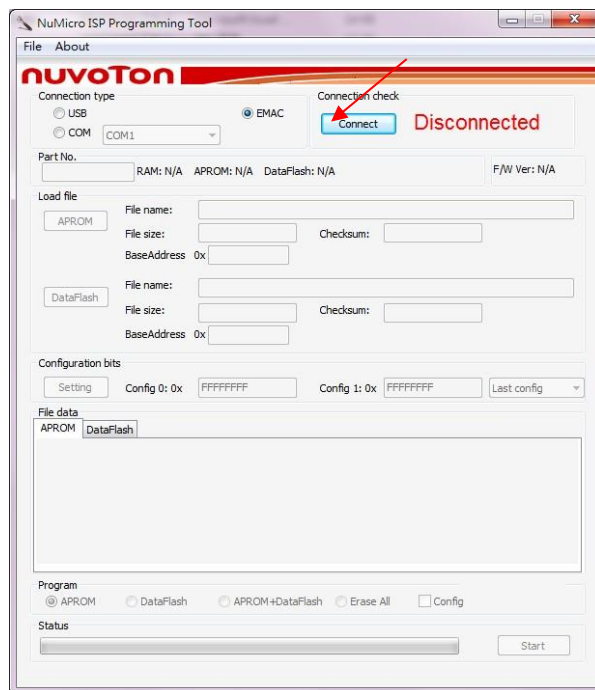 NuMicro ISP Programming Tool
File About
nuvoTon
Connection type
Connection check
USB
EMAC
Connect
Disconnected
COM
COM1
Part No.
RAM: N/A APROM: N/A DataFlash: N/A
F/W Ver: N/A
Load file
APROM
File name:
File size:
Checksum:
BaseAddress 0x
DataFlash
File name:
File size:
Checksum:
BaseAddress 0x
Configuration bits
Setting
Config 0: 0x
FFFFFFFF
Config 1: 0x
FFFFFFFF
Last config
File data
APROM DataFlash
Program
APROM DataFlash APROM+DataFlash Erase All Config
Status
Start